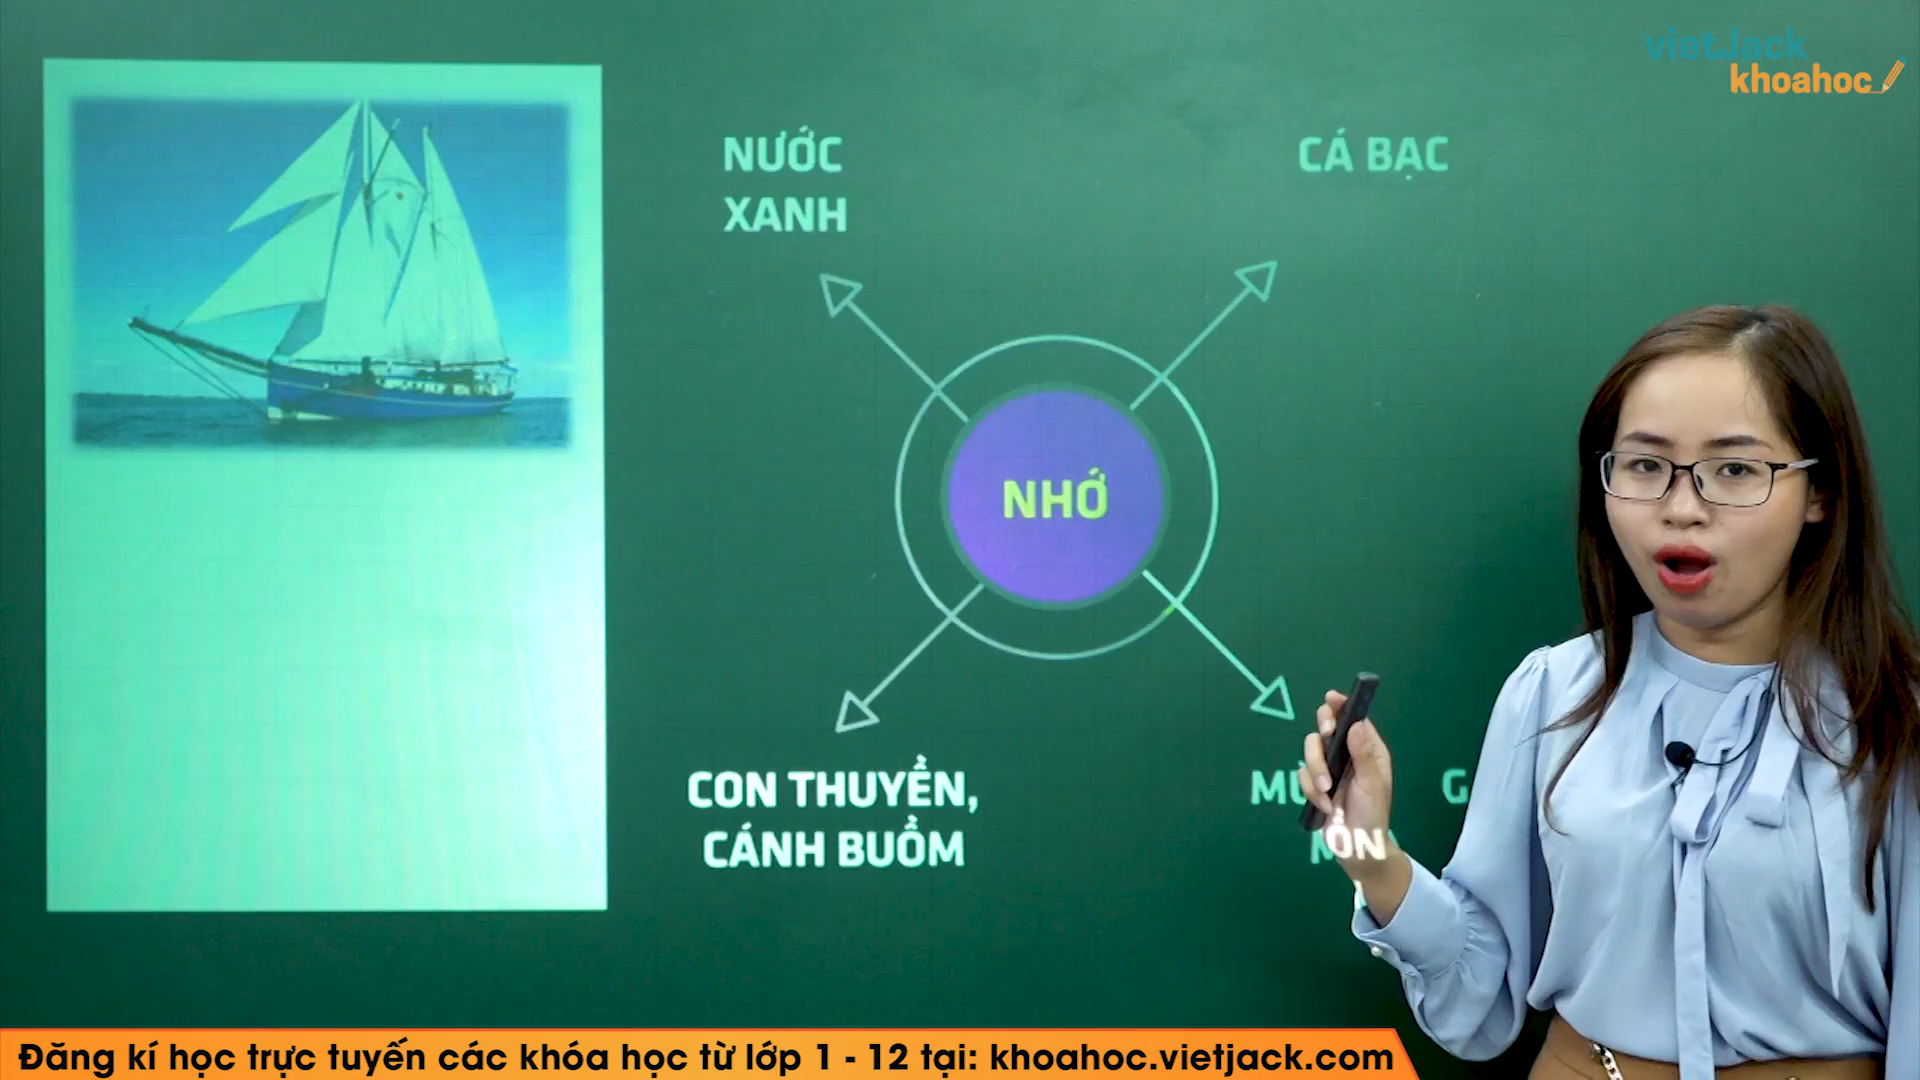 vietJack
khoahoc
NƯỚC
XANH
CÁ BẠC
NHỚ
CON THUYỀN,
CÁNH BUỒM
Đăng kí học trực tuyến các khóa học từ lớp 1 - 12 tại: khoahoc.vietjack.com